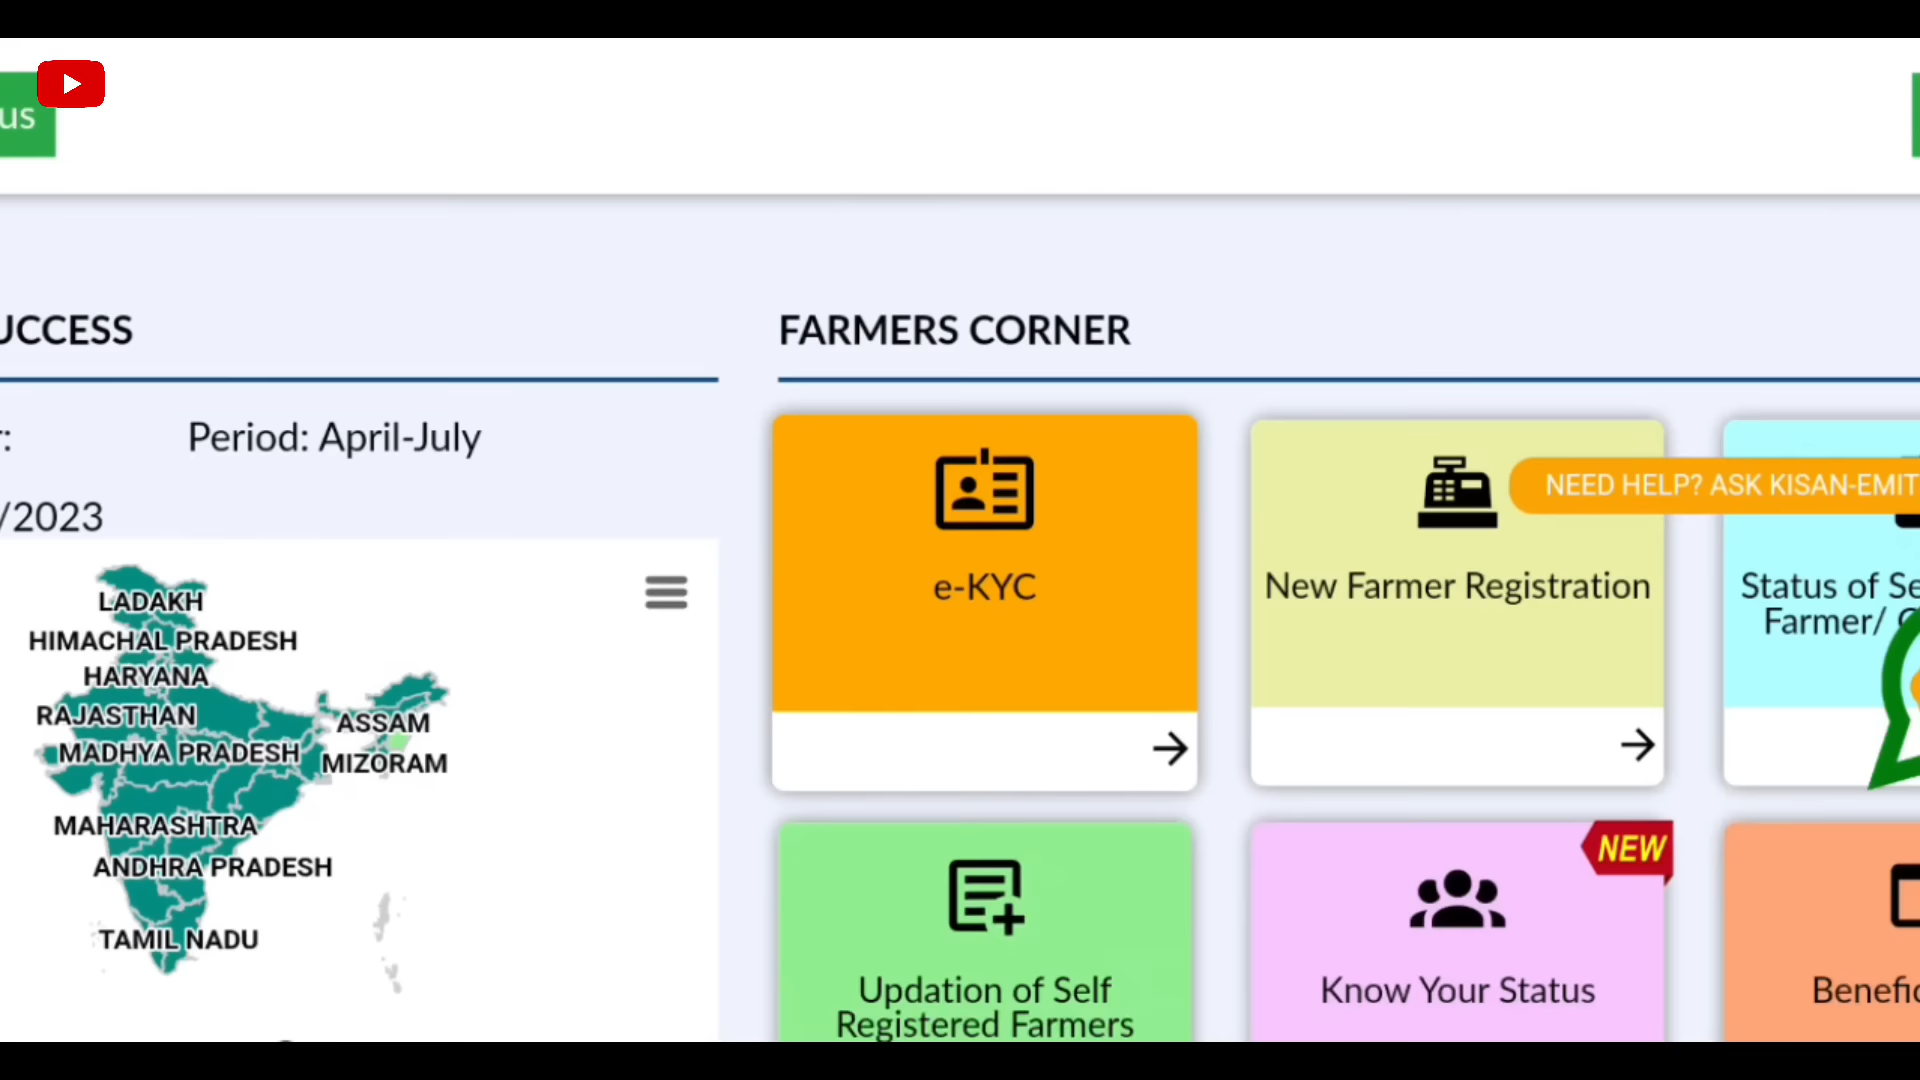 us
UCCESS
Period: April-July
/2023
LADAKH
HIMACHAL PRADESH
HARYANA
RAJASTHAN
ASSAM
MADHYA PRADESH
MIZORAM
MAHARASHTRA
ANDHRA PRADESH
TAMIL NADU
FARMERS CORNER
e-KYC
New Farmer Registration
NEED HELP? ASK KISAN-EMIT
Status of Se
Farmer/
Updation of Self
Registered Farmers
NEW
Know Your Status
Benefic